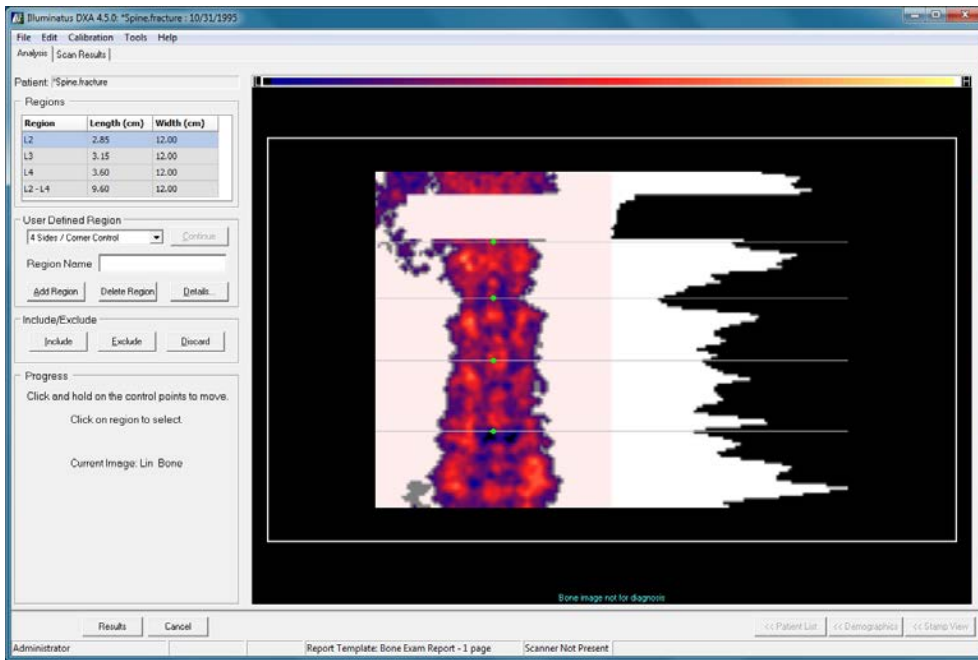 Illuminatus DXA 4.5.0: *Spine.fracture : 10/31/1995
File Edit Calibration Tools Help
Analysis Scan Results
Patient: *Spine.fracture
L H
Regions
Region Length (cm) Width (cm)
L2 2.85 12.00
L3 3.15 12.00
L4 3.60 12.00
L2 - L4 9.60 12.00
User Defined Region
4 Sides / Corner Control Continue
Region Name
Add Region Delete Region Details...
Include/Exclude
Include Exclude Discard
Progress
Click and hold on the control points to move.
Click on region to select.
Current Image: Lin Bone
Bone image not for diagnosis
Results Cancel << Patient List << Demographics << Stamp View
Administrator Report Template: Bone Exam Report - 1 page Scanner Not Present